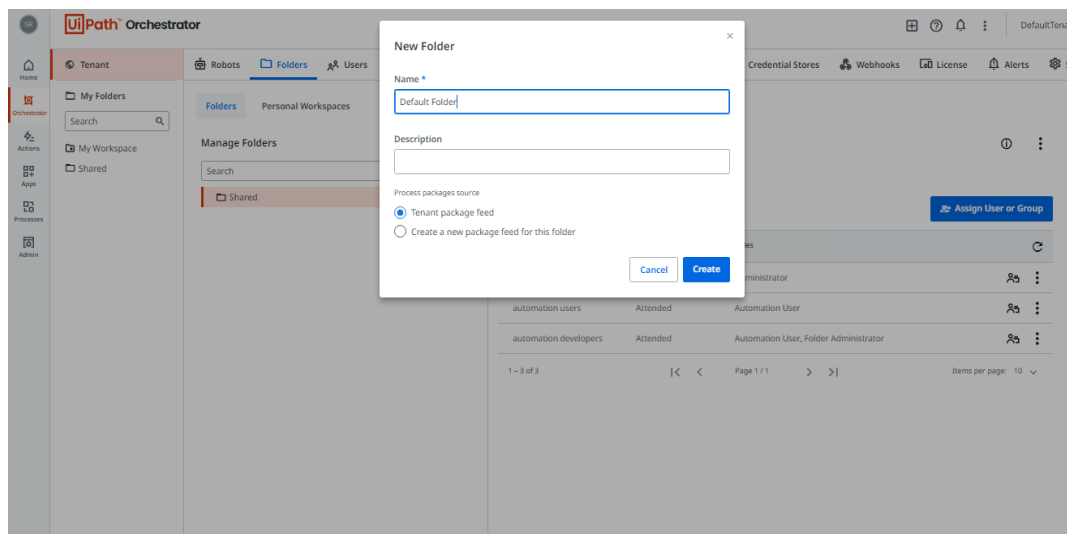 SR
UiPath™ Orchestrator
DefaultTena
Home
Orchestrator
Actions
Apps
Processes
Admin
Tenant
My Folders
Search
My Workspace
Shared
Robots
Folders
Users
Credential Stores
Webhooks
License
Alerts
Folders
Personal Workspaces
Manage Folders
Search
Shared
New Folder
Name *
Default Folder
Description
Process packages source
Tenant package feed
Create a new package feed for this folder
Cancel
Create
Assign User or Group
automation users Attended Automation User
automation developers Attended Automation User, Folder Administrator
1 – 3 of 3
Page 1 / 1
Items per page: 10